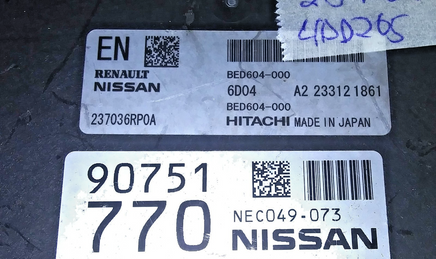 4DD265
EN
RENAULT
NISSAN
237036RP0A
BED604-000
6D04 A2 233121861
BED604-000
HITACHI MADE IN JAPAN
90751
770
NEC049-073
NISSAN